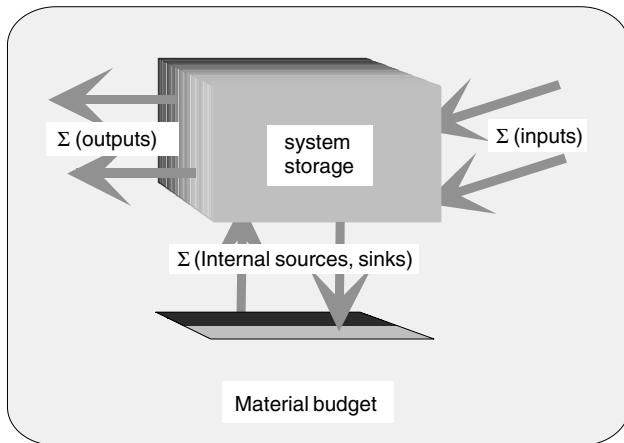 Σ (outputs)
system
storage
Σ (inputs)
Σ (Internal sources, sinks)
Material budget